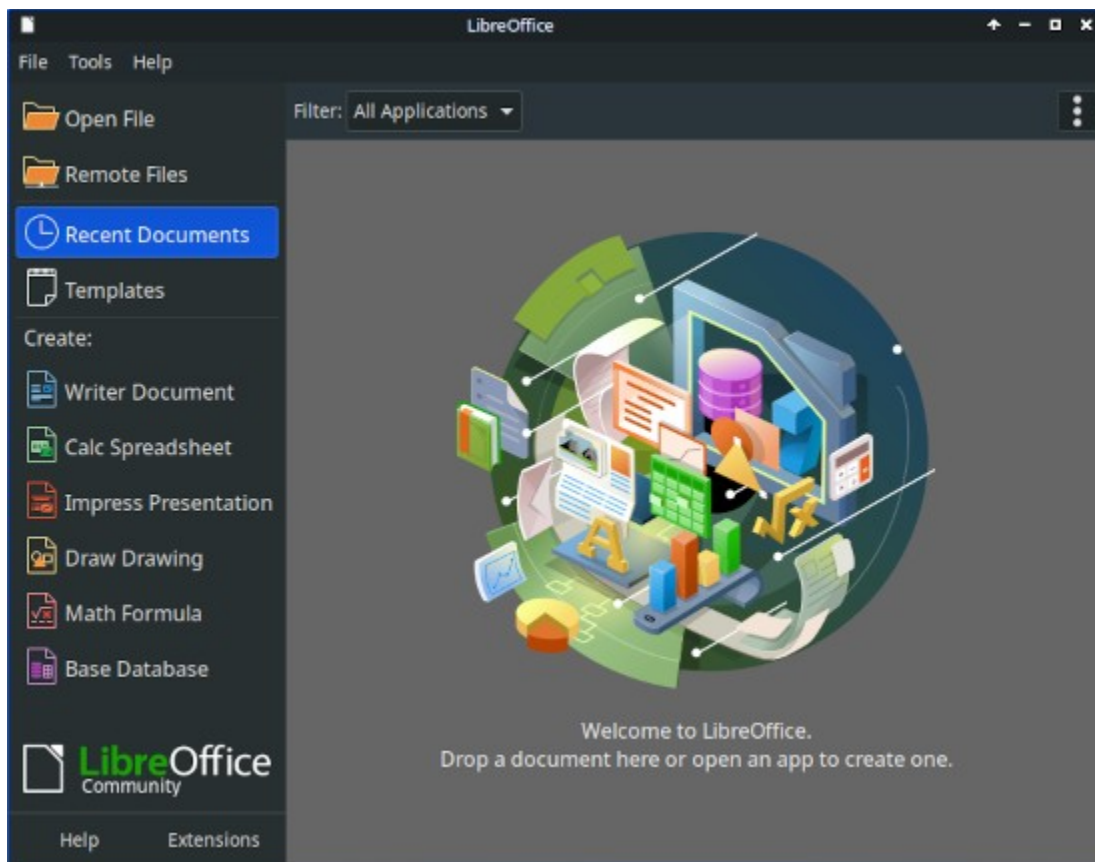 LibreOffice
File Tools Help
Open File
Remote Files
Recent Documents
Templates
Create:
Writer Document
Calc Spreadsheet
Impress Presentation
Draw Drawing
Math Formula
Base Database
LibreOffice
Community
Help Extensions
Filter: All Applications
Welcome to LibreOffice.
Drop a document here or open an app to create one.